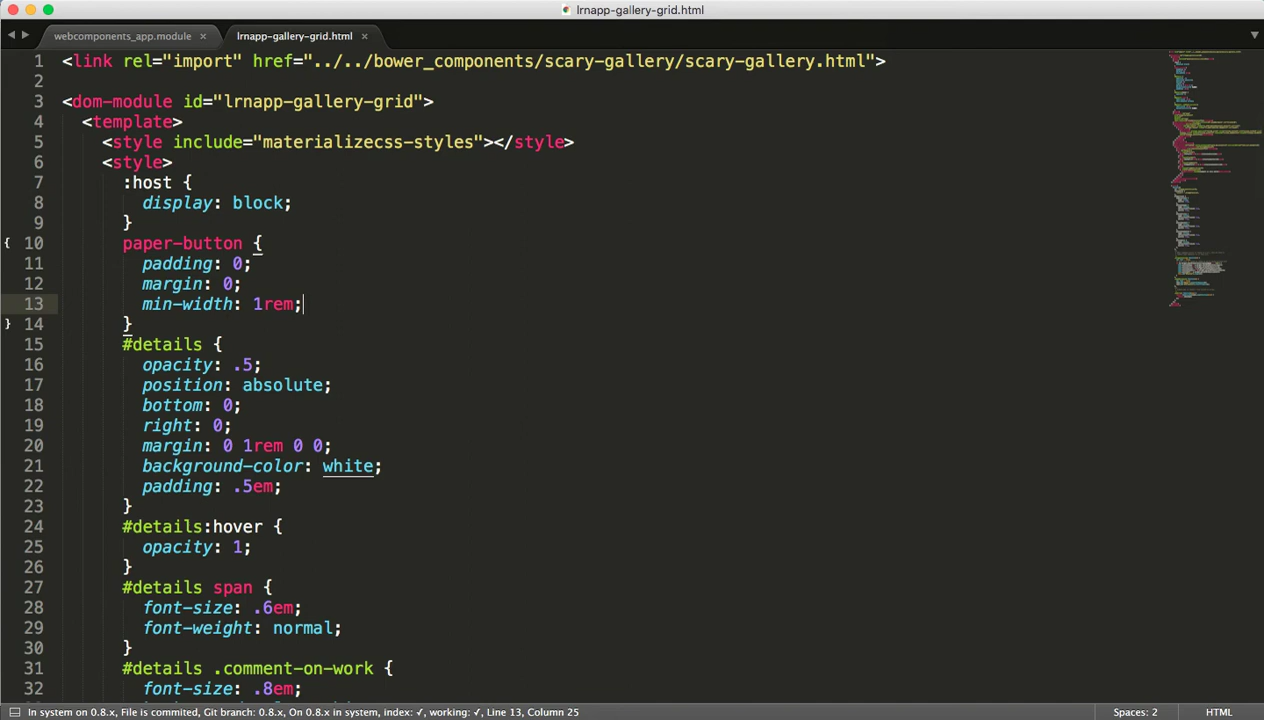 lrnapp-gallery-grid.html
webcomponents_app.module × lrnapp-gallery-grid.html ×
1 <link rel="import" href="../../bower_components/scary-gallery/scary-gallery.html">
2
3 <dom-module id="lrnapp-gallery-grid">
4 <template>
5 <style include="materializecss-styles"></style>
6 <style>
7 :host {
8 display: block;
9 }
{ 10 paper-button {
11 padding: 0;
12 margin: 0;
13 min-width: 1rem;
} 14 }
15 #details {
16 opacity: .5;
17 position: absolute;
18 bottom: 0;
19 right: 0;
20 margin: 0 1rem 0 0;
21 background-color: white;
22 padding: .5em;
23 }
24 #details:hover {
25 opacity: 1;
26 }
27 #details span {
28 font-size: .6em;
29 font-weight: normal;
30 }
31 #details .comment-on-work {
32 font-size: .8em;
In system on 0.8.x, File is commited, Git branch: 0.8.x, On 0.8.x in system, index: ✓, working: ✓, Line 13, Column 25 Spaces: 2 HTML